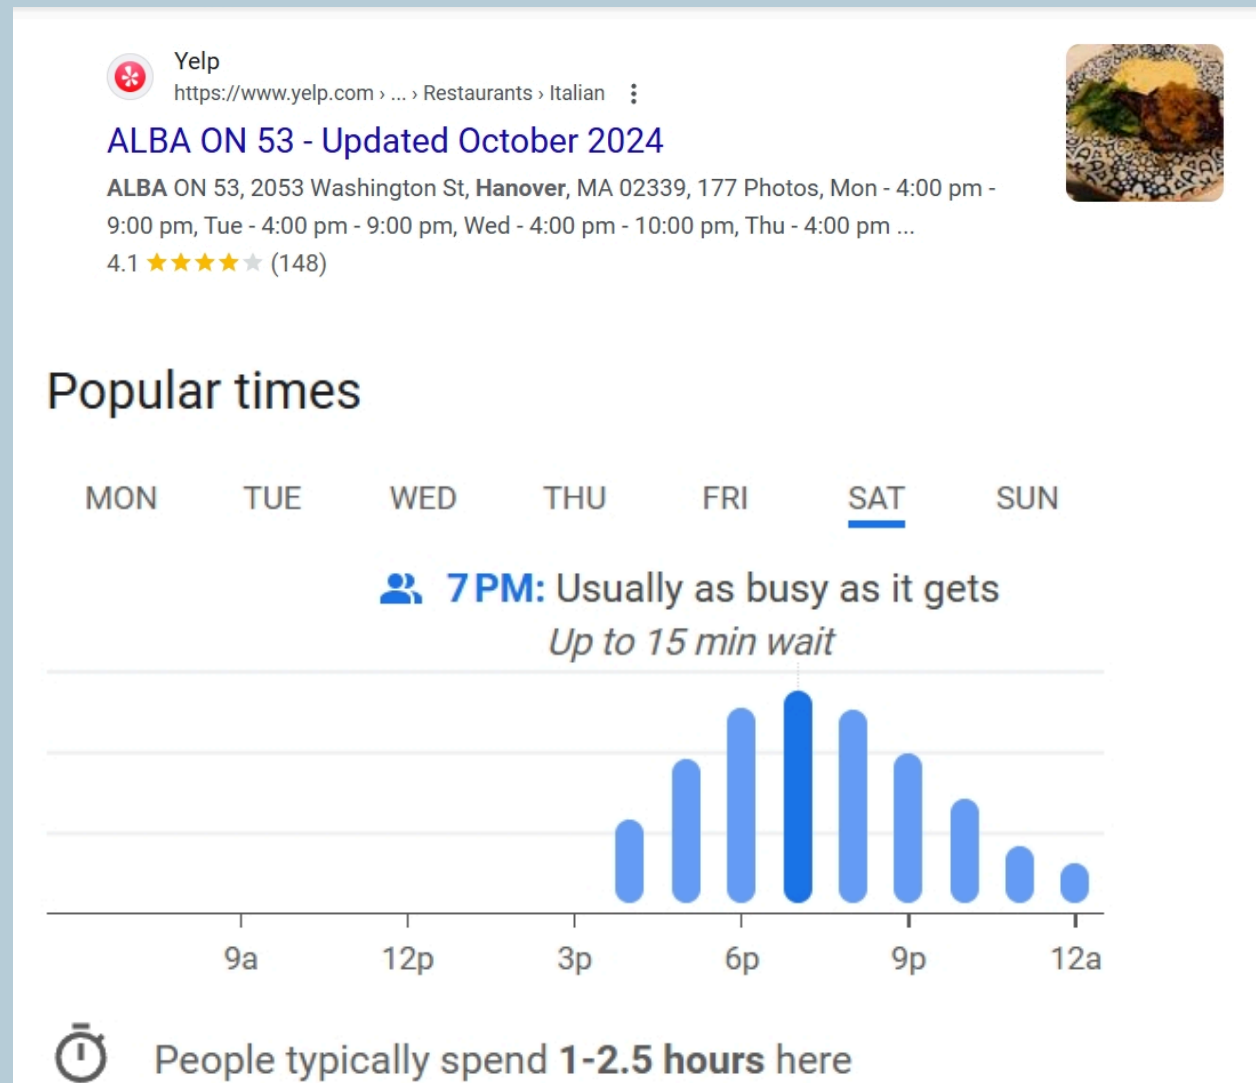 Yelp
https://www.yelp.com › ... › Restaurants › Italian
ALBA ON 53 - Updated October 2024
ALBA ON 53, 2053 Washington St, Hanover, MA 02339, 177 Photos, Mon - 4:00 pm -
9:00 pm, Tue - 4:00 pm - 9:00 pm, Wed - 4:00 pm - 10:00 pm, Thu - 4:00 pm ...
4.1 (148)
Popular times
MON TUE WED THU FRI SAT SUN
7 PM: Usually as busy as it gets
Up to 15 min wait
9a 12p 3p 6p 9p 12a
People typically spend 1-2.5 hours here